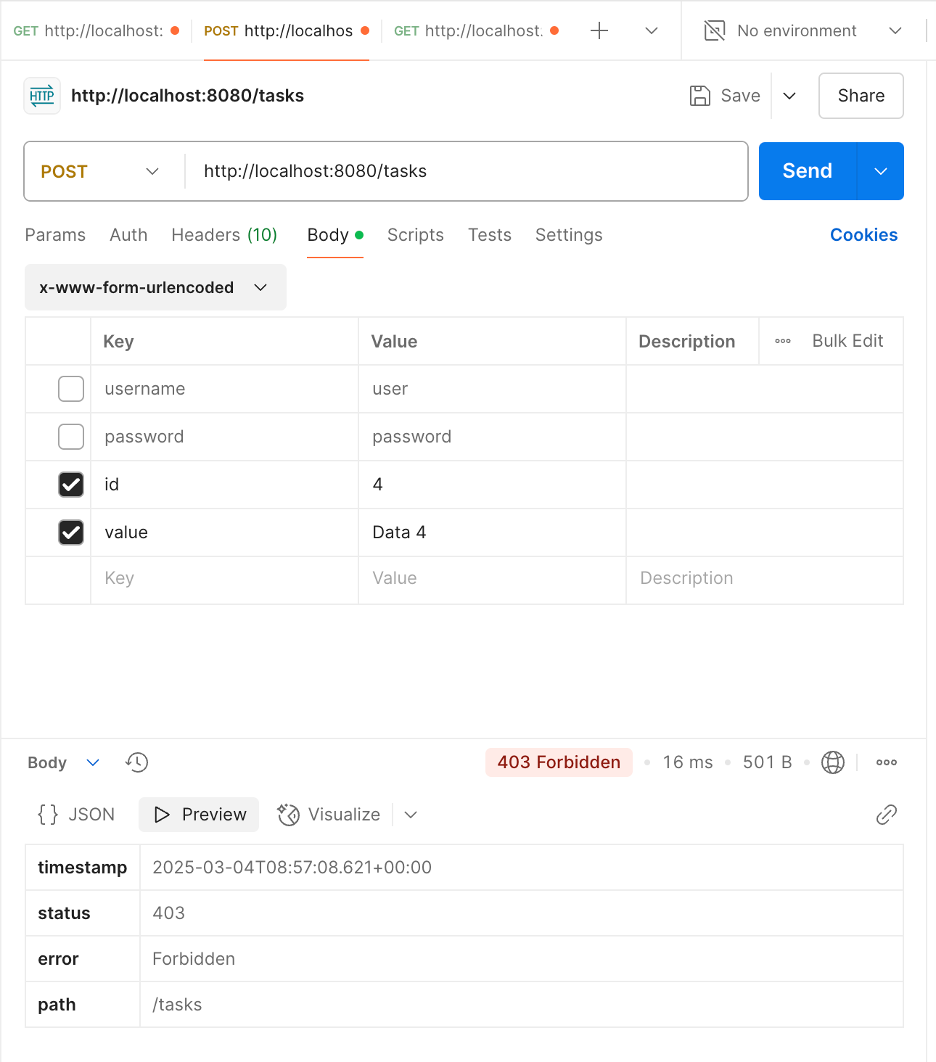 GET http://localhost: POST http://localhos GET http://localhost. No environment
HTTP http://localhost:8080/tasks Save Share
POST http://localhost:8080/tasks Send
Params Auth Headers (10) Body Scripts Tests Settings Cookies
x-www-form-urlencoded
Key Value Description Bulk Edit
username user
password password
id 4
value Data 4
Key Value Description
Body 403 Forbidden 16 ms 501 B
{} JSON Preview Visualize
timestamp 2025-03-04T08:57:08.621+00:00
status 403
error Forbidden
path /tasks